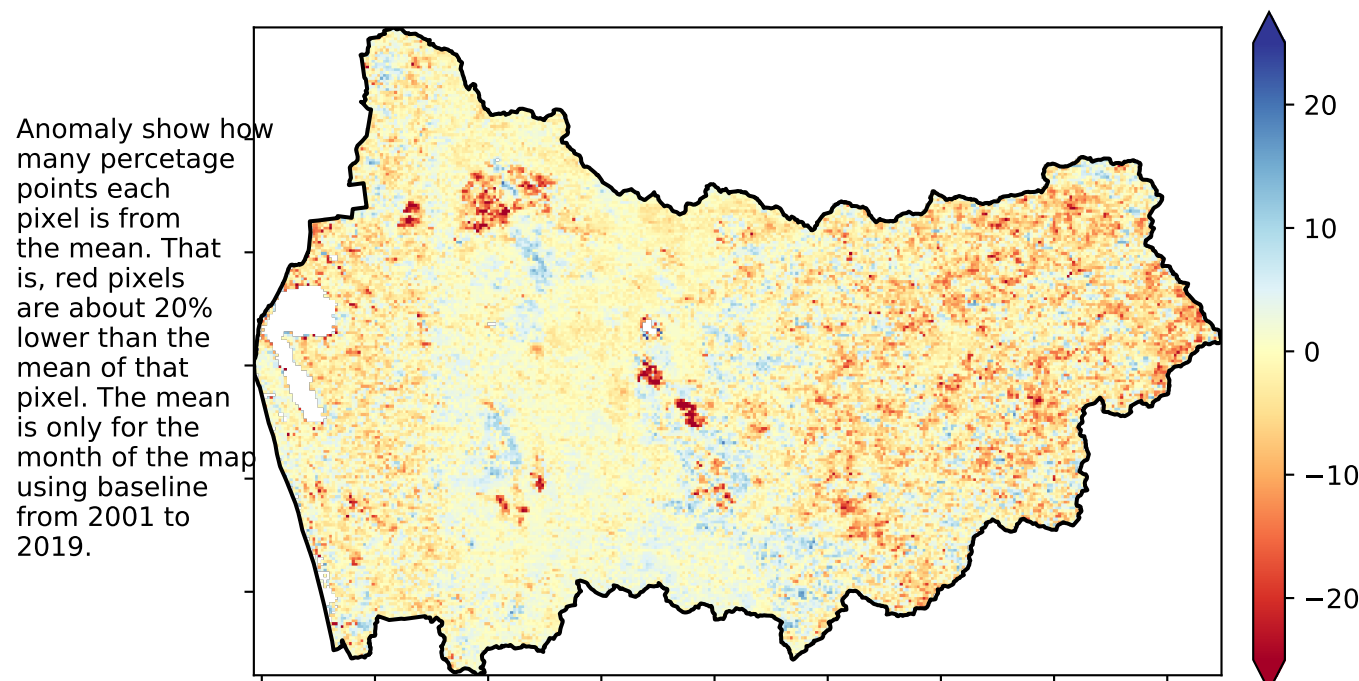 Anomaly show how
many percetage
points each
pixel is from
the mean. That
is, red pixels
are about 20%
lower than the
mean of that
pixel. The mean
is only for the
month of the map
using baseline
from 2001 to
2019.
20
10
0
−10
−20